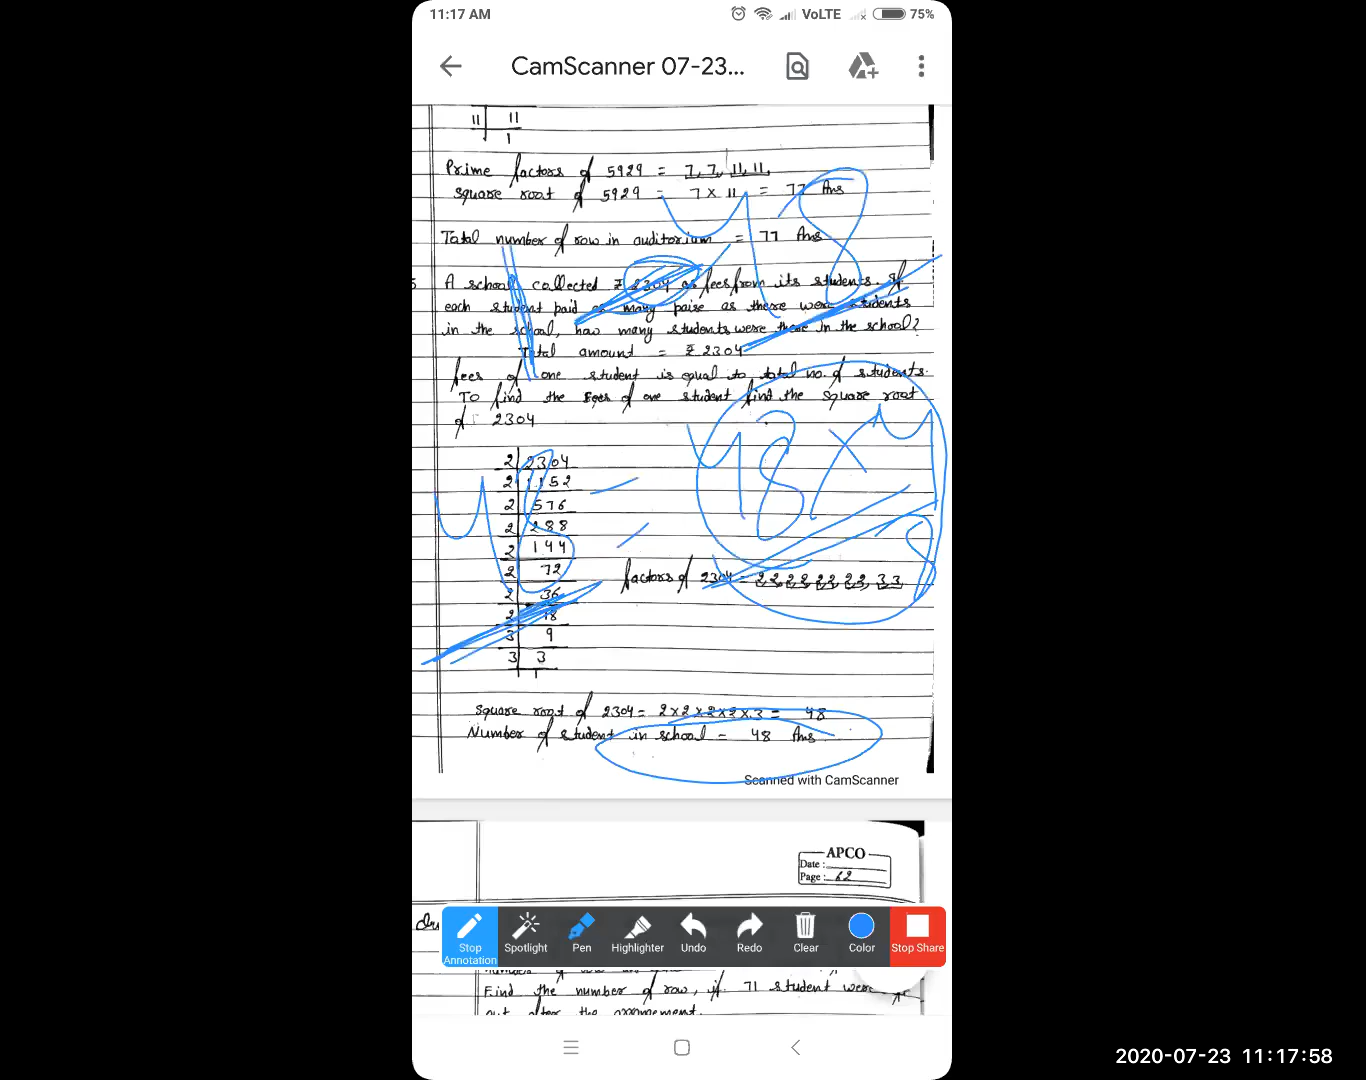 11:17 AM VoLTE 75%
CamScanner 07-23...
11 11
1
Prime factors of 5929 = 7, 7, 11, 11,
square root of 5929 = 7 × 11 = 77 Ans
Total number of row in auditorium = 77 Ans
A school collected ₹ 2304 as fees from its students. If
each student paid as many paise as there were students
in the school, how many students were there in the school?
Total amount = ₹ 2304
fees of one student is equal to total no. of students.
To find the Fees of one student find the square root
of 2304
48
48 × 48
48
2 2304
2 1152
2 576
2 288
2 144
2 72
2 36
2 18
3 9
3 3
1
factors of 2304 = 2 2, 2 2, 2 2, 2 2, 3 3
square root of 2304 = 2×2×2×2×3 = 48
Number of student in school = 48 Ans
Scanned with CamScanner
APCO
Date :
Page : 62
Stop Annotation Spotlight Pen Highlighter Undo Redo Clear Color Stop Share
Find the number of row, if 71 student were
out after the arrangement.
2020-07-23 11:17:58